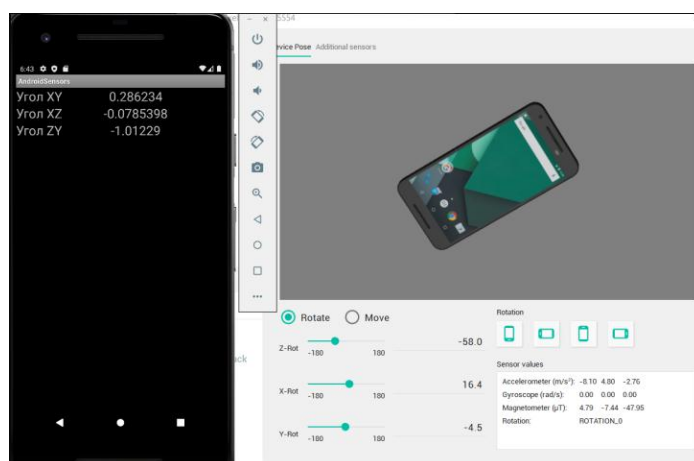 5554
6:43
AndroidSensors
Угол XY 0.286234
Угол XZ -0.0785398
Угол ZY -1.01229
evice Pose Additional sensors
Rotate Move
Z-Rot -180 180 -58.0
X-Rot -180 180 16.4
Y-Rot -180 180 -4.5
ck
Rotation
Sensor values
Accelerometer (m/s²): -8.10 4.80 -2.76
Gyroscope (rad/s): 0.00 0.00 0.00
Magnetometer (μT): 4.79 -7.44 -47.95
Rotation: ROTATION_0